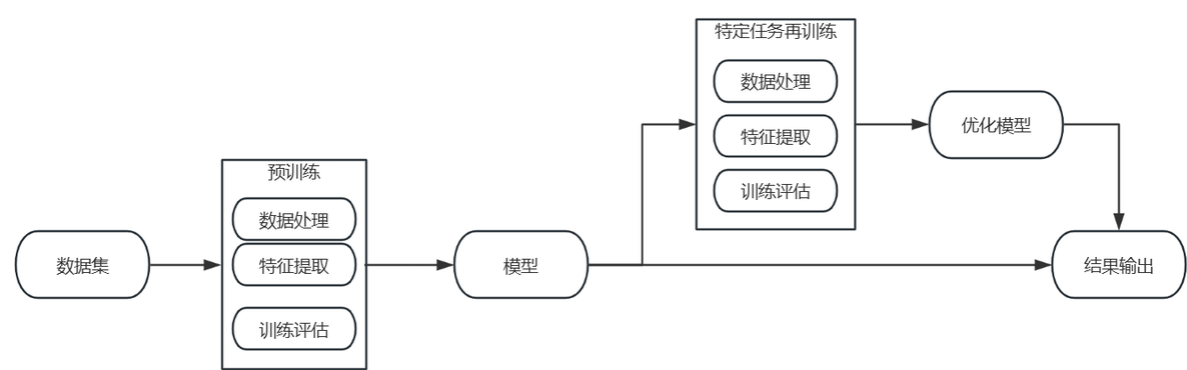 数据集
预训练
数据处理
特征提取
训练评估
模型
特定任务再训练
数据处理
特征提取
训练评估
优化模型
结果输出